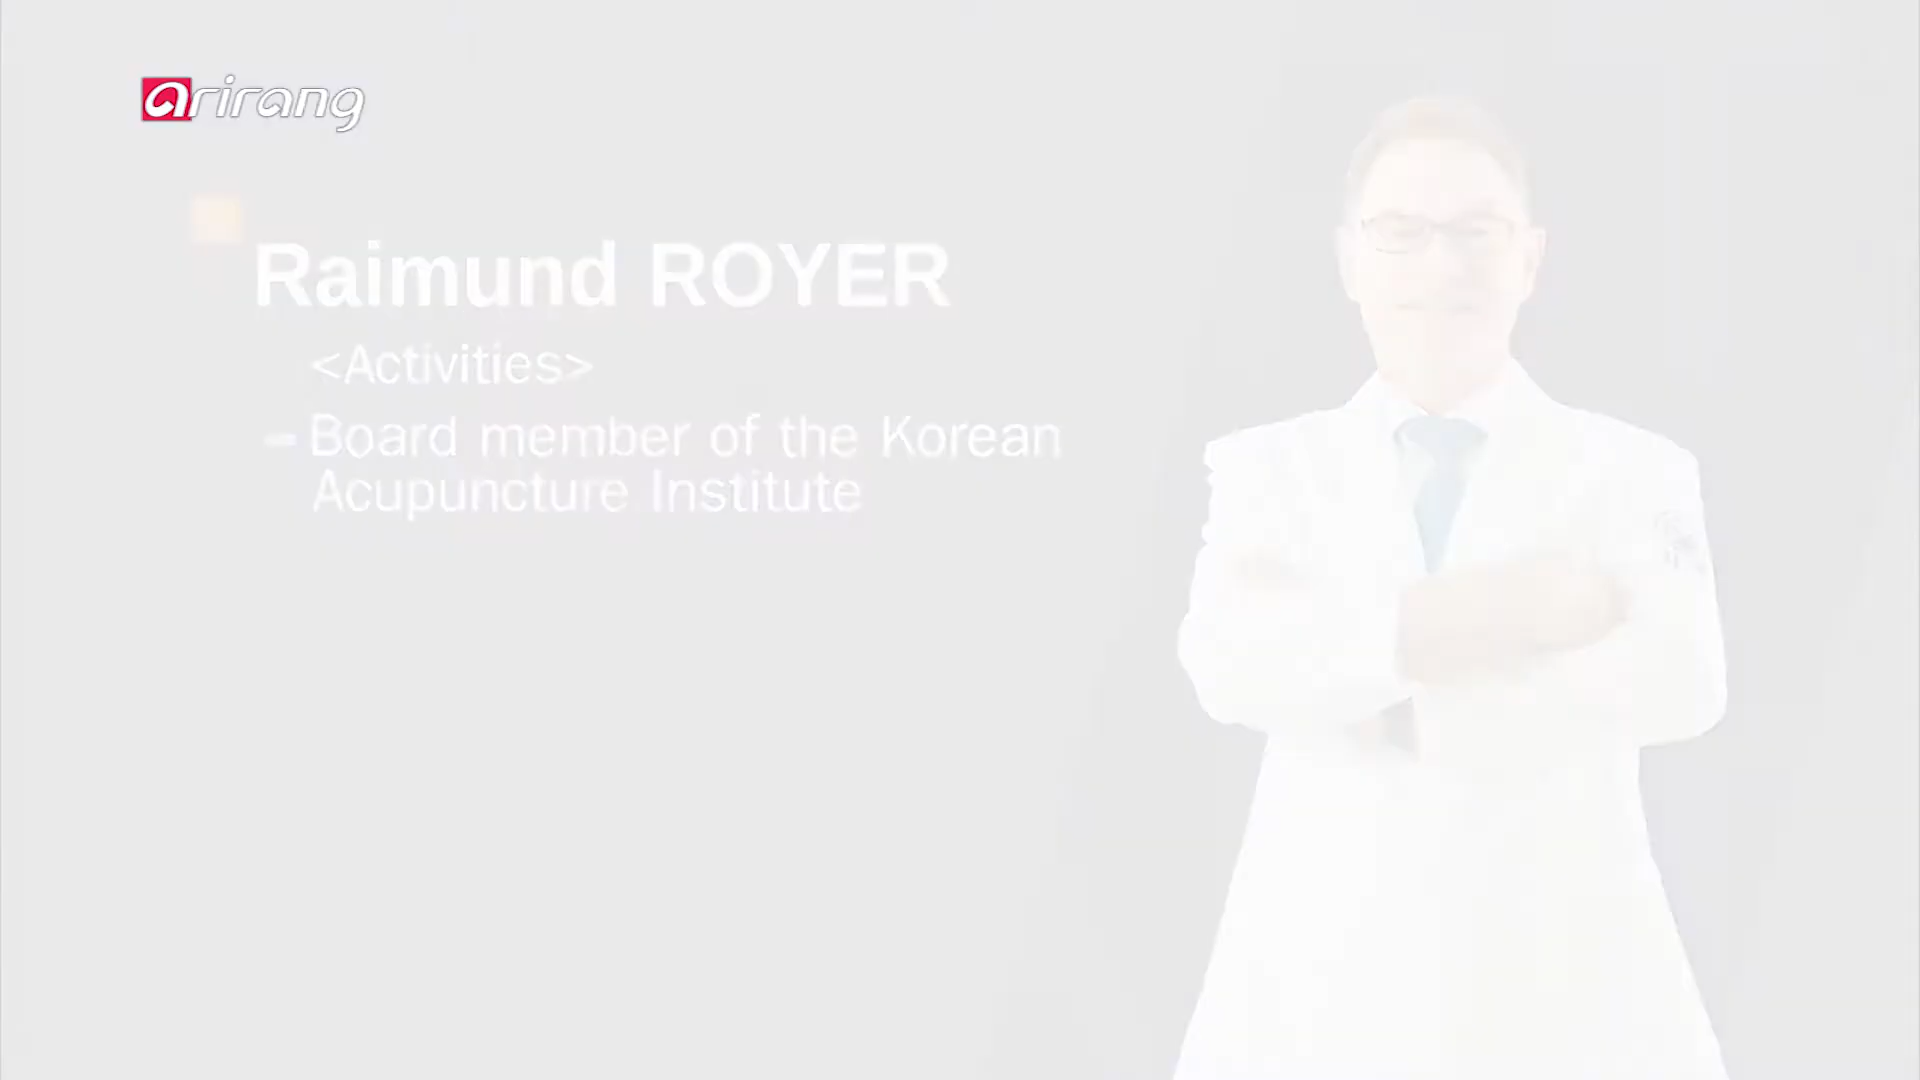 arirang
Raimund ROYER
<Activities>
Board member of the Korean
Acupuncture Institute